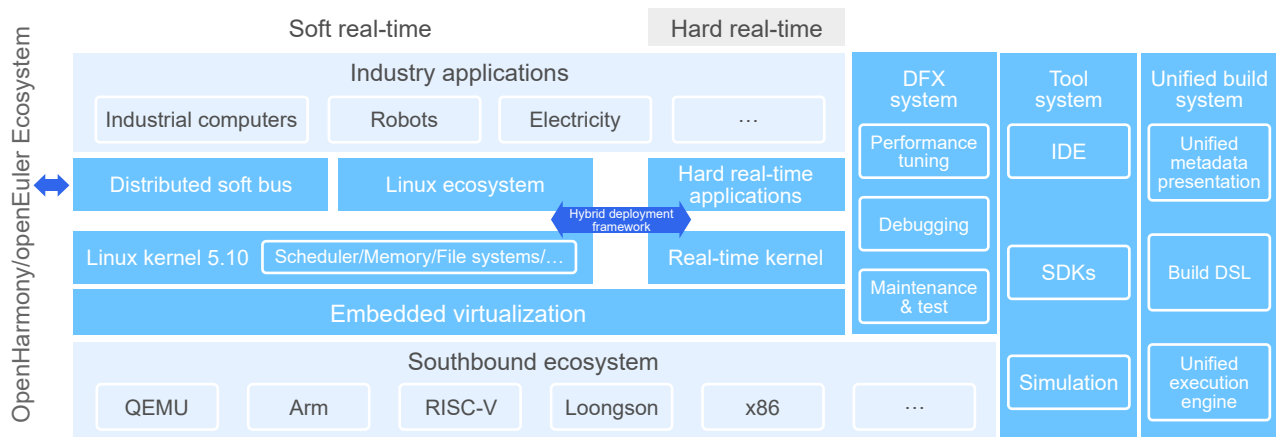 OpenHarmony/openEuler Ecosystem
Soft real-time
Hard real-time
Industry applications
Industrial computers
Robots
Electricity
…
Distributed soft bus
Linux ecosystem
Hard real-time
applications
Hybrid deployment
framework
Linux kernel 5.10
Scheduler/Memory/File systems/…
Real-time kernel
Embedded virtualization
Southbound ecosystem
QEMU
Arm
RISC-V
Loongson
x86
…
DFX
system
Performance
tuning
Debugging
Maintenance
& test
Tool
system
IDE
SDKs
Simulation
Unified build
system
Unified
metadata
presentation
Build DSL
Unified
execution
engine